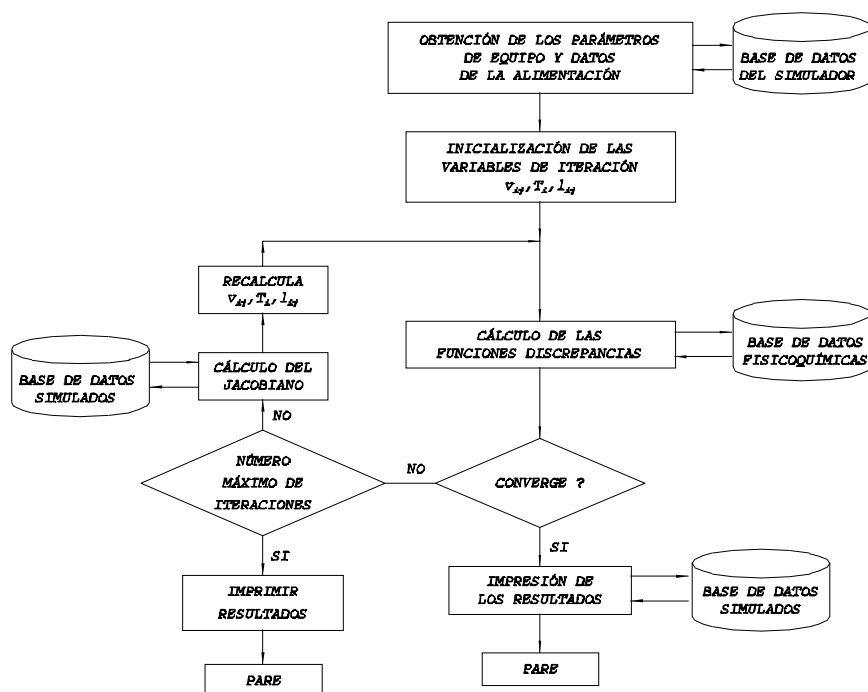 OBTENCIÓN DE LOS PARÁMETROS
DE EQUIPO Y DATOS
DE LA ALIMENTACIÓN
BASE DE DATOS
DEL SIMULADOR
INICIALIZACIÓN DE LAS
VARIABLES DE ITERACIÓN
v_ij, T_i, l_ij
RECALCULA
v_ij, T_i, l_ij
CÁLCULO DE LAS
FUNCIONES DISCREPANCIAS
BASE DE DATOS
FISICOQUÍMICAS
BASE DE DATOS
SIMULADOS
CÁLCULO DEL
JACOBIANO
NO
NÚMERO
MÁXIMO DE
ITERACIONES
NO
CONVERGE ?
SI
SI
IMPRIMIR
RESULTADOS
IMPRESIÓN DE
LOS RESULTADOS
BASE DE DATOS
SIMULADOS
PARE
PARE